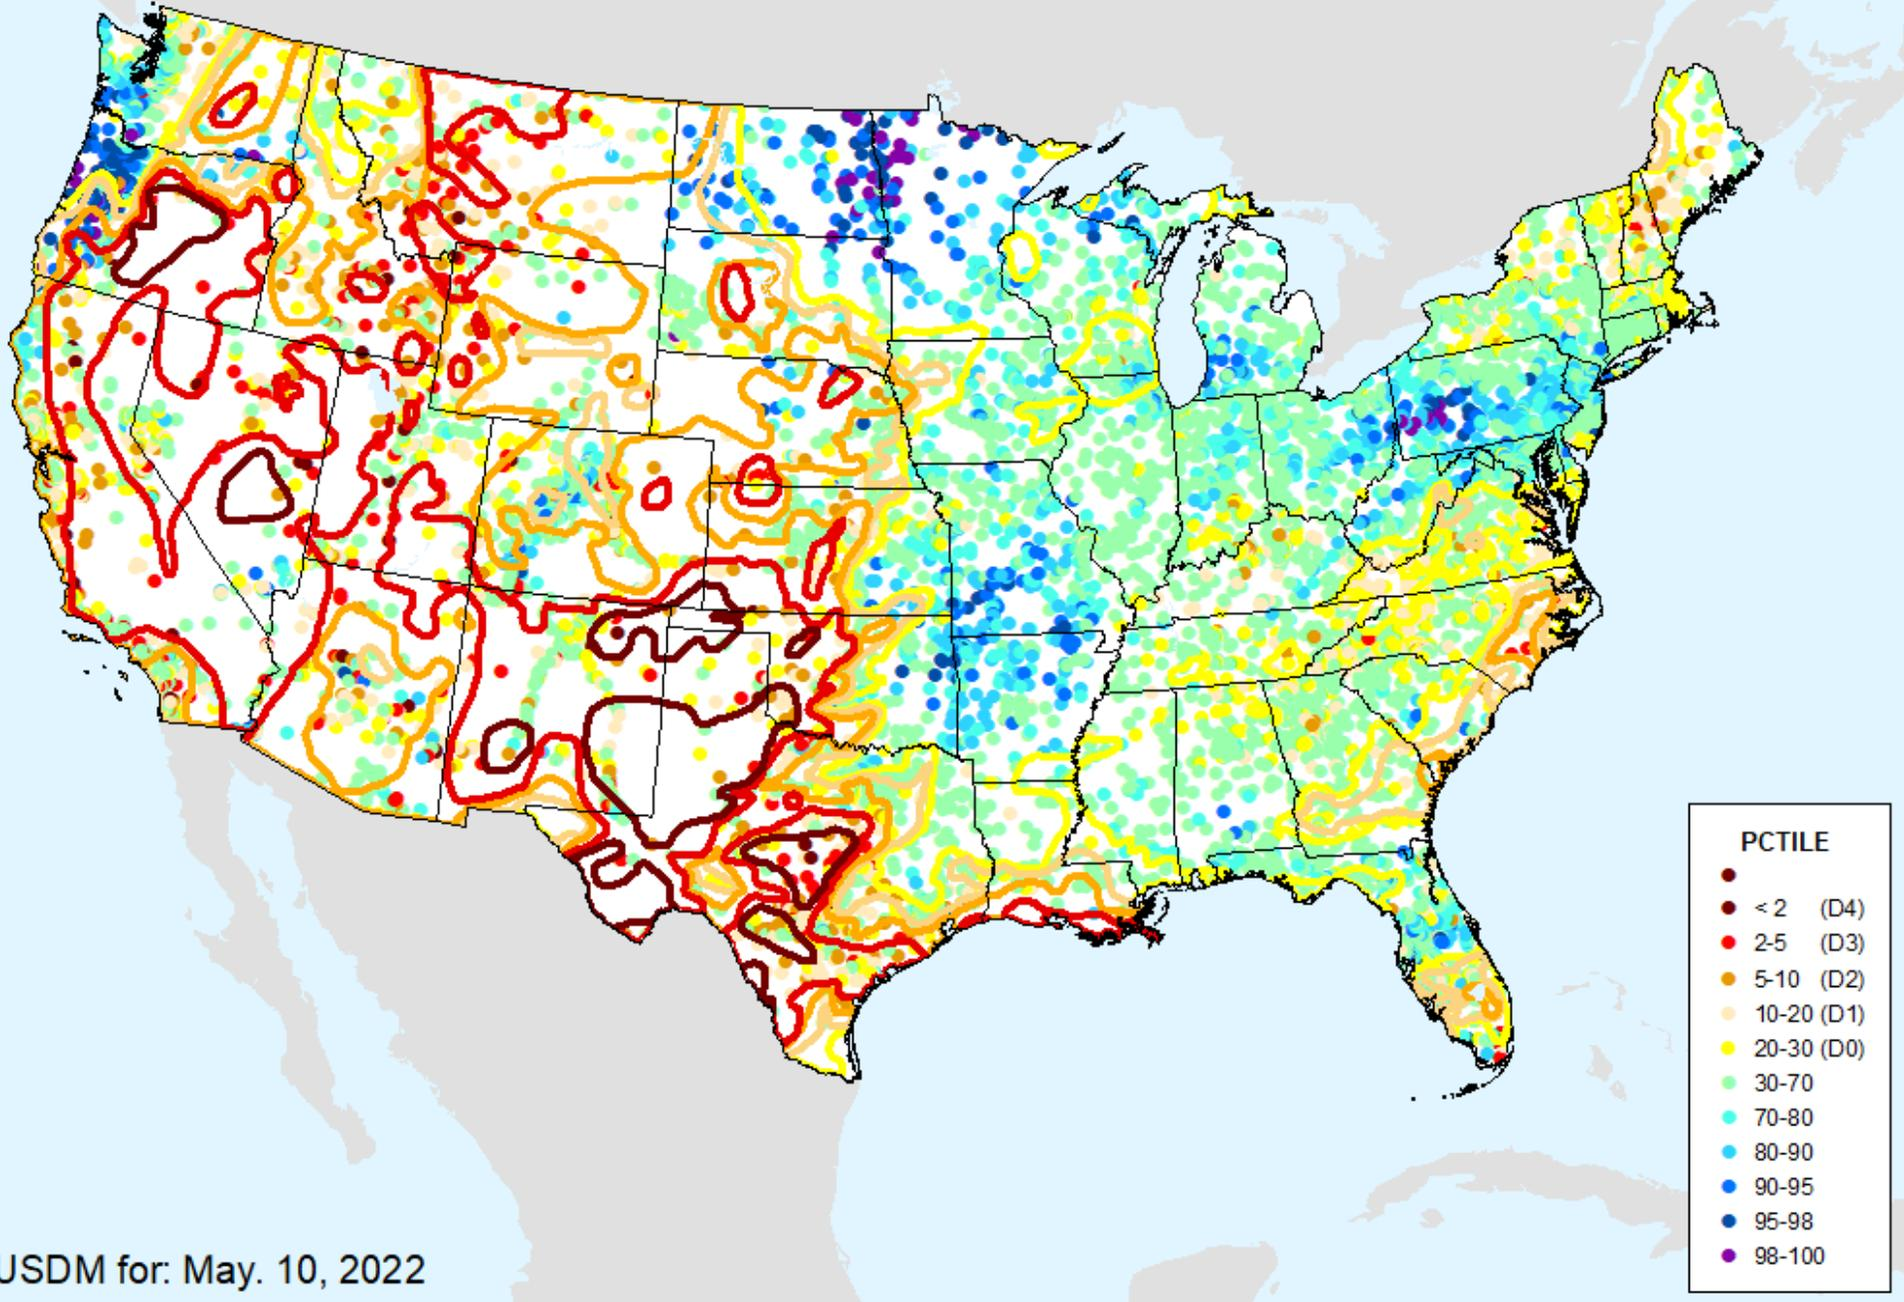 PCTILE
< 2 (D4)
2-5 (D3)
5-10 (D2)
10-20 (D1)
20-30 (D0)
30-70
70-80
80-90
90-95
95-98
98-100
USDM for: May. 10, 2022